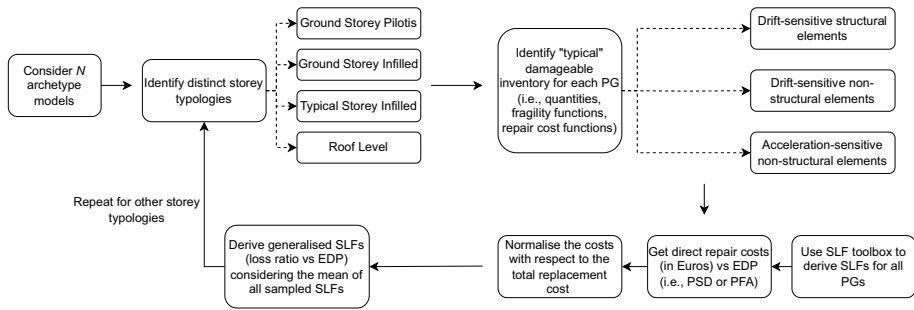 Consider N
archetype models
Identify distinct storey
typologies
Ground Storey Pilotis
Ground Storey Infilled
Typical Storey Infilled
Roof Level
Identify "typical"
damageable
inventory for each PG
(i.e., quantities,
fragility functions,
repair cost functions)
Drift-sensitive structural
elements
Drift-sensitive non-
structural elements
Acceleration-sensitive
non-structural elements
Use SLF toolbox to
derive SLFs for all
PGs
Get direct repair costs
(in Euros) vs EDP
(i.e., PSD or PFA)
Normalise the costs
with respect to the
total replacement
cost
Derive generalised SLFs
(loss ratio vs EDP)
considering the mean of
all sampled SLFs
Repeat for other storey
typologies